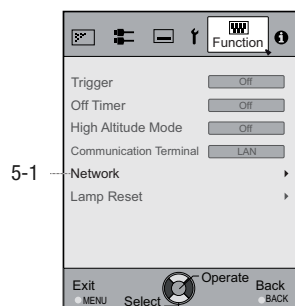 Function
Trigger Off
Off Timer Off
High Altitude Mode Off
Communication Terminal LAN
5-1 Network
Lamp Reset
Exit Operate Back
MENU Select BACK